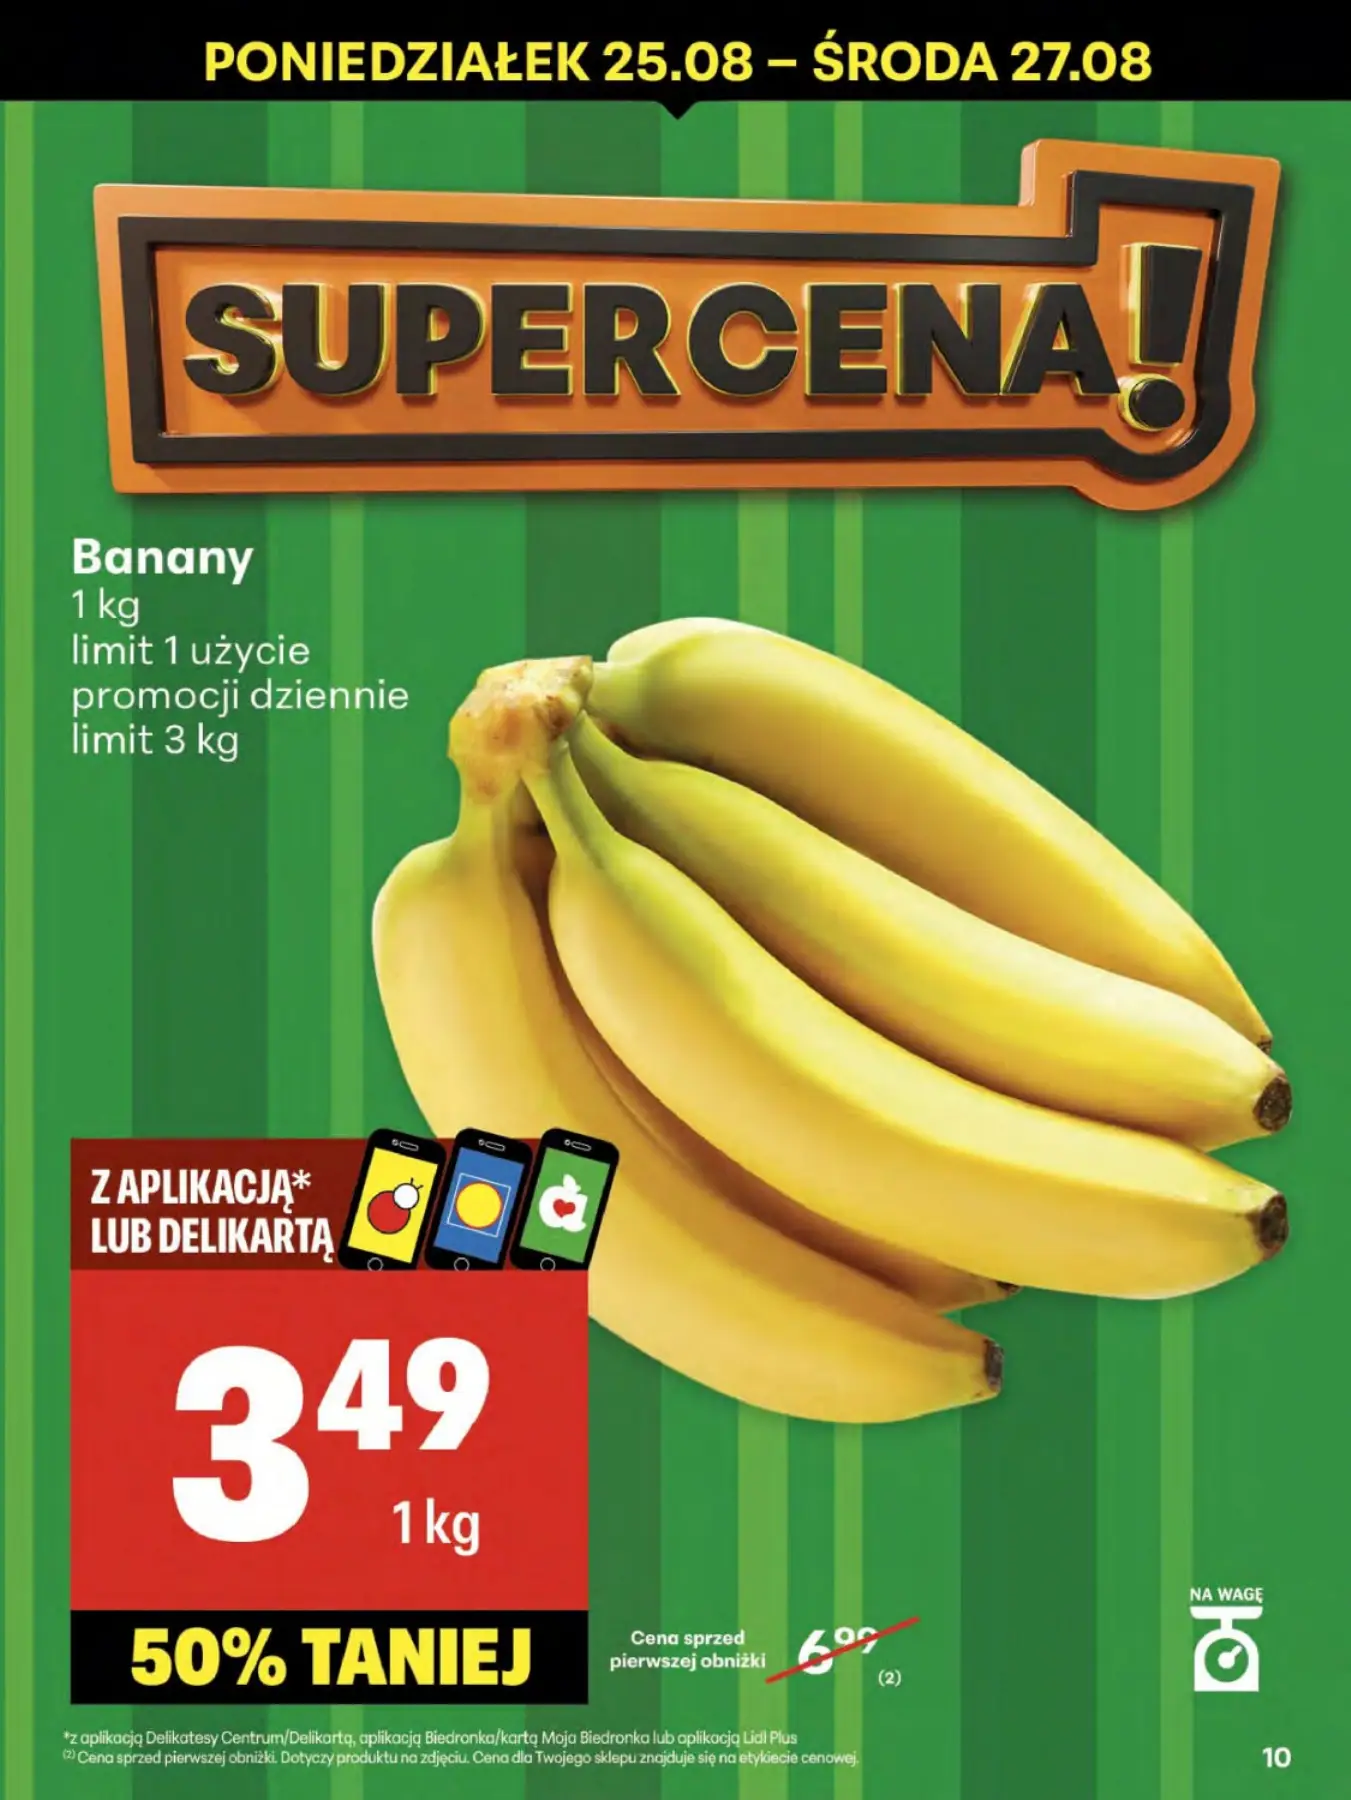 PONIEDZIAŁEK 25.08 – ŚRODA 27.08
SUPERCENA!
Banany
1 kg
limit 1 użycie
promocji dziennie
limit 3 kg
Z APLIKACJĄ*
LUB DELIKARTĄ
3 49
1 kg
50% TANIEJ
Cena sprzed
pierwszej obniżki
6 99
(2)
NA WAGĘ
*z aplikacją Delikatesy Centrum/Delikartą, aplikacją Biedronka/kartą Moja Biedronka lub aplikacją Lidl Plus
(2) Cena sprzed pierwszej obniżki. Dotyczy produktu na zdjęciu. Cena dla Twojego sklepu znajduje się na etykiecie cenowej.
10